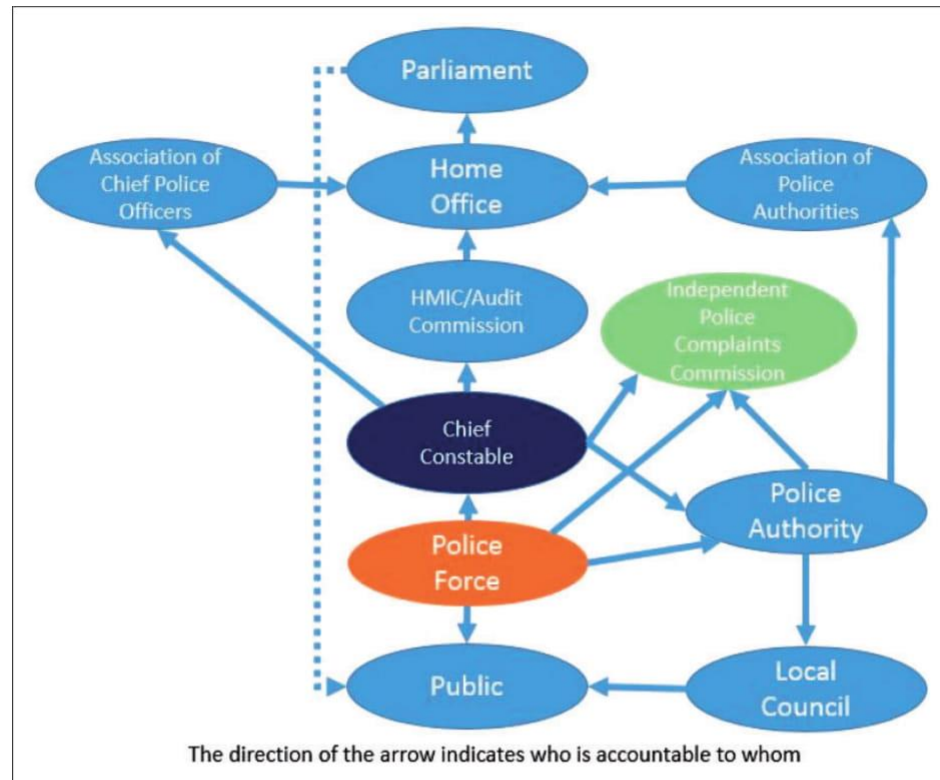 Parliament
Association of
Chief Police
Officers
Home
Office
Association of
Police
Authorities
HMIC/Audit
Commission
Independent
Police
Complaints
Commission
Chief
Constable
Police
Authority
Police
Force
Public
Local
Council
The direction of the arrow indicates who is accountable to whom